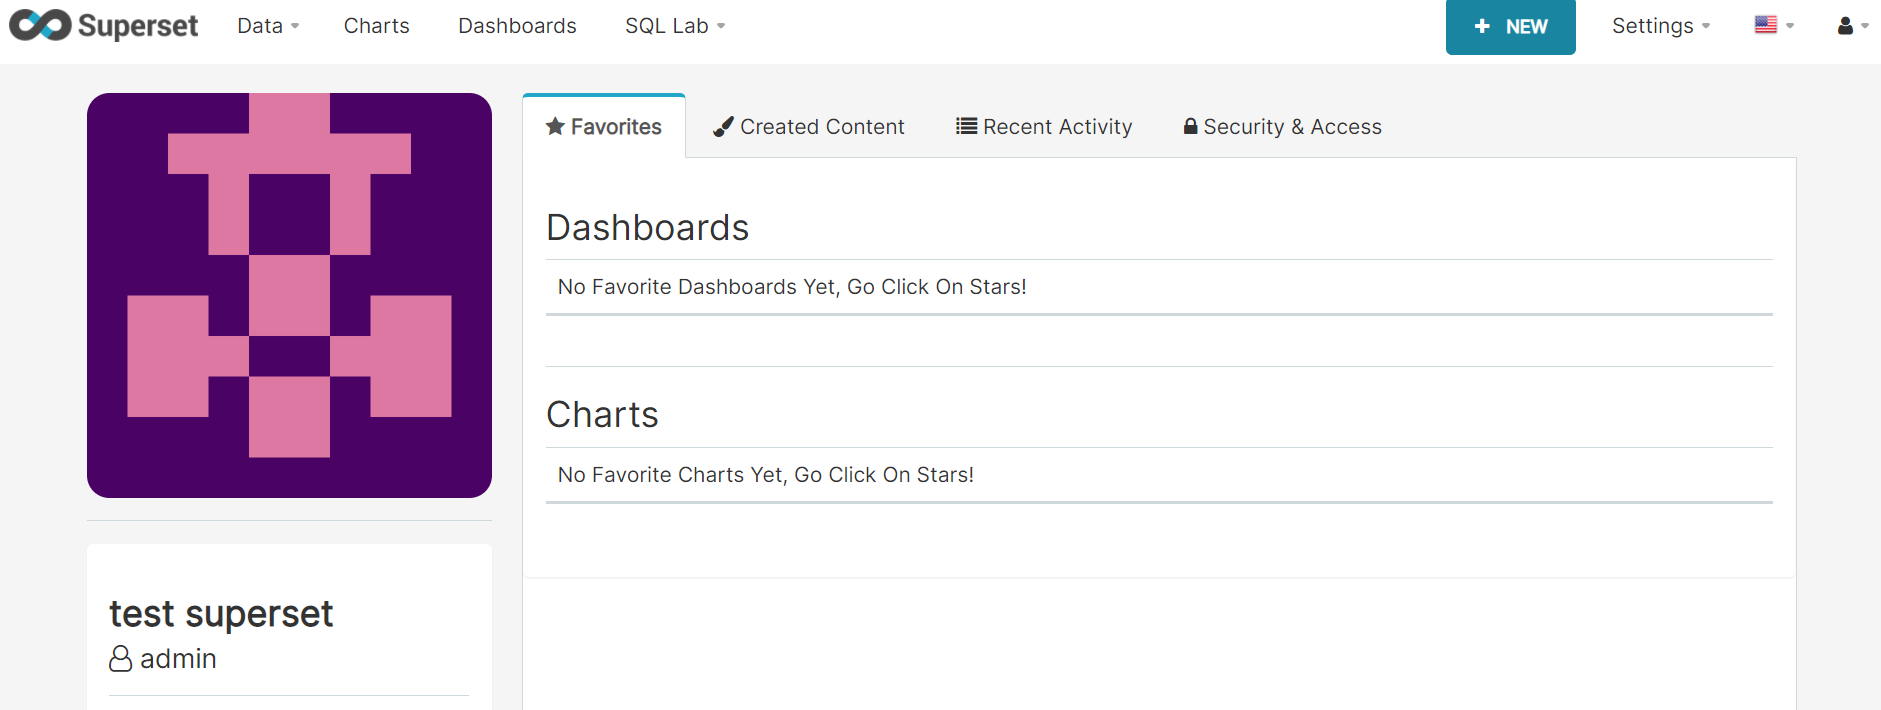 Superset Data Charts Dashboards SQL Lab + NEW Settings
Favorites Created Content Recent Activity Security & Access
Dashboards
No Favorite Dashboards Yet, Go Click On Stars!
Charts
No Favorite Charts Yet, Go Click On Stars!
test superset
admin